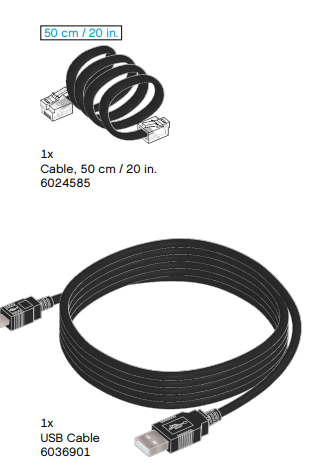 50 cm / 20 in.
1x
Cable, 50 cm / 20 in.
6024585
1x
USB Cable
6036901